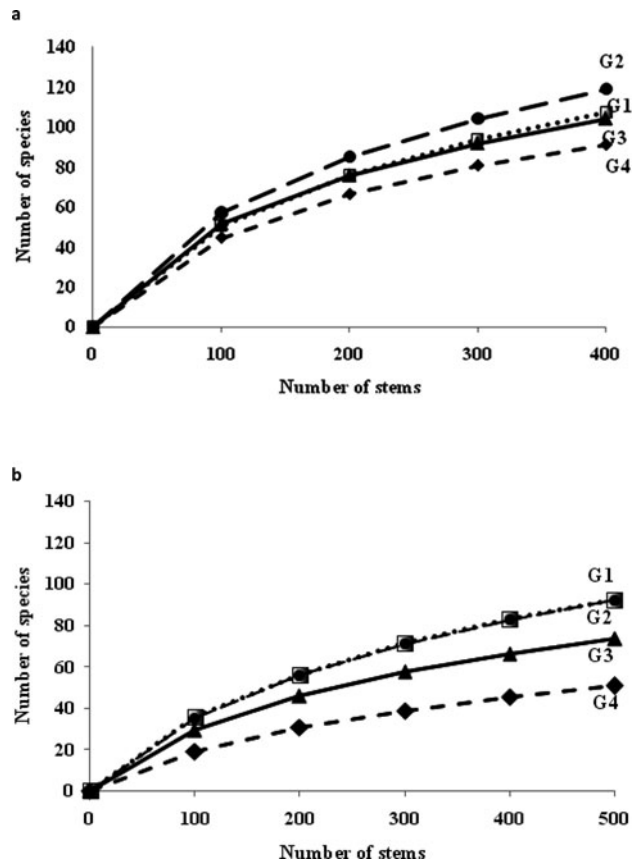 a
140
120
100
80
60
40
20
0
Number of species
G2
G1
G3
G4
0 100 200 300 400
Number of stems
b
140
120
100
80
60
40
20
0
Number of species
G1
G2
G3
G4
0 100 200 300 400 500
Number of stems